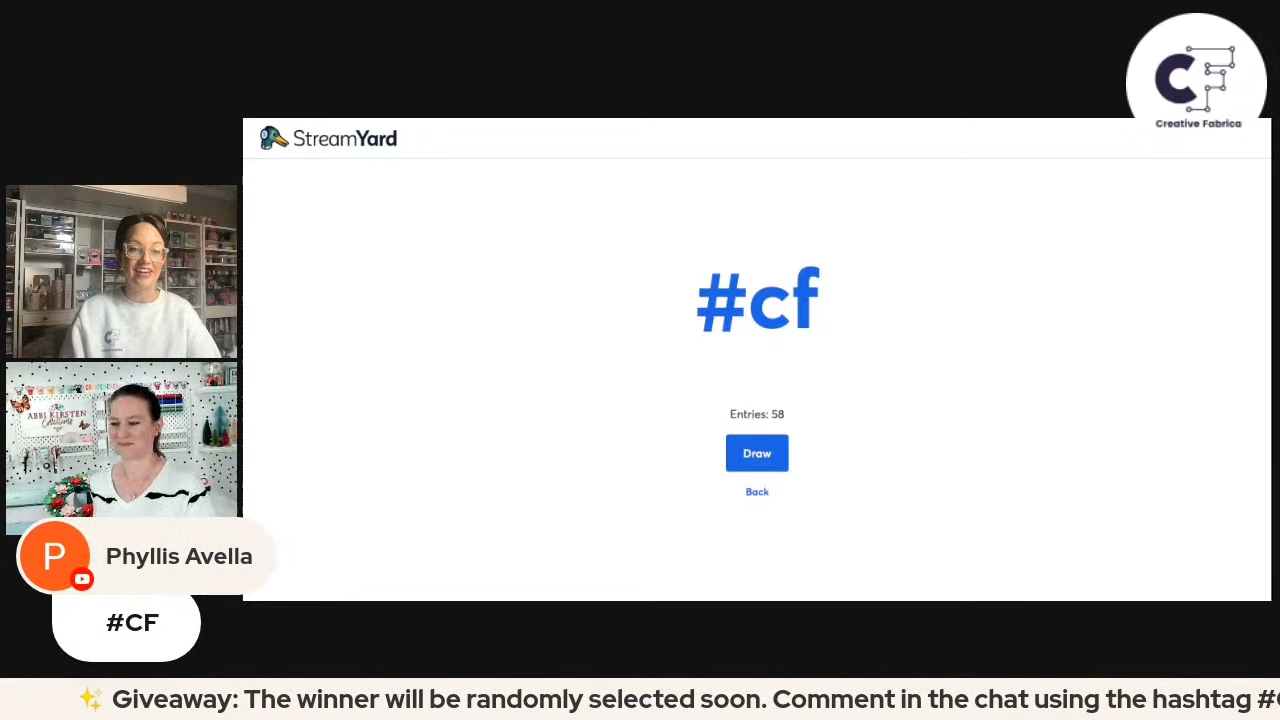 Creative Fabrica
StreamYard
#cf
Entries: 58
Draw
Back
ABBI KIRSTEN
Collections
P
Phyllis Avella
#CF
✨ Giveaway: The winner will be randomly selected soon. Comment in the chat using the hashtag #